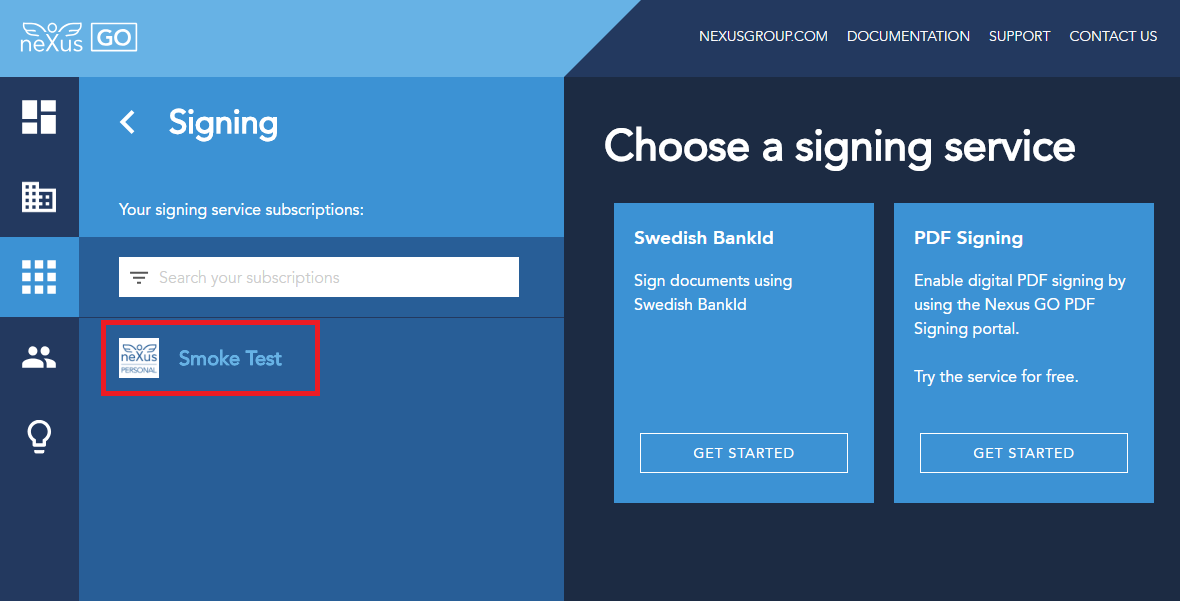 neXus GO
NEXUSGROUP.COM DOCUMENTATION SUPPORT CONTACT US
Signing
Your signing service subscriptions:
Search your subscriptions
neXus
PERSONAL
Smoke Test
Choose a signing service
Swedish BankId
Sign documents using
Swedish BankId
GET STARTED
PDF Signing
Enable digital PDF signing by
using the Nexus GO PDF
Signing portal.
Try the service for free.
GET STARTED